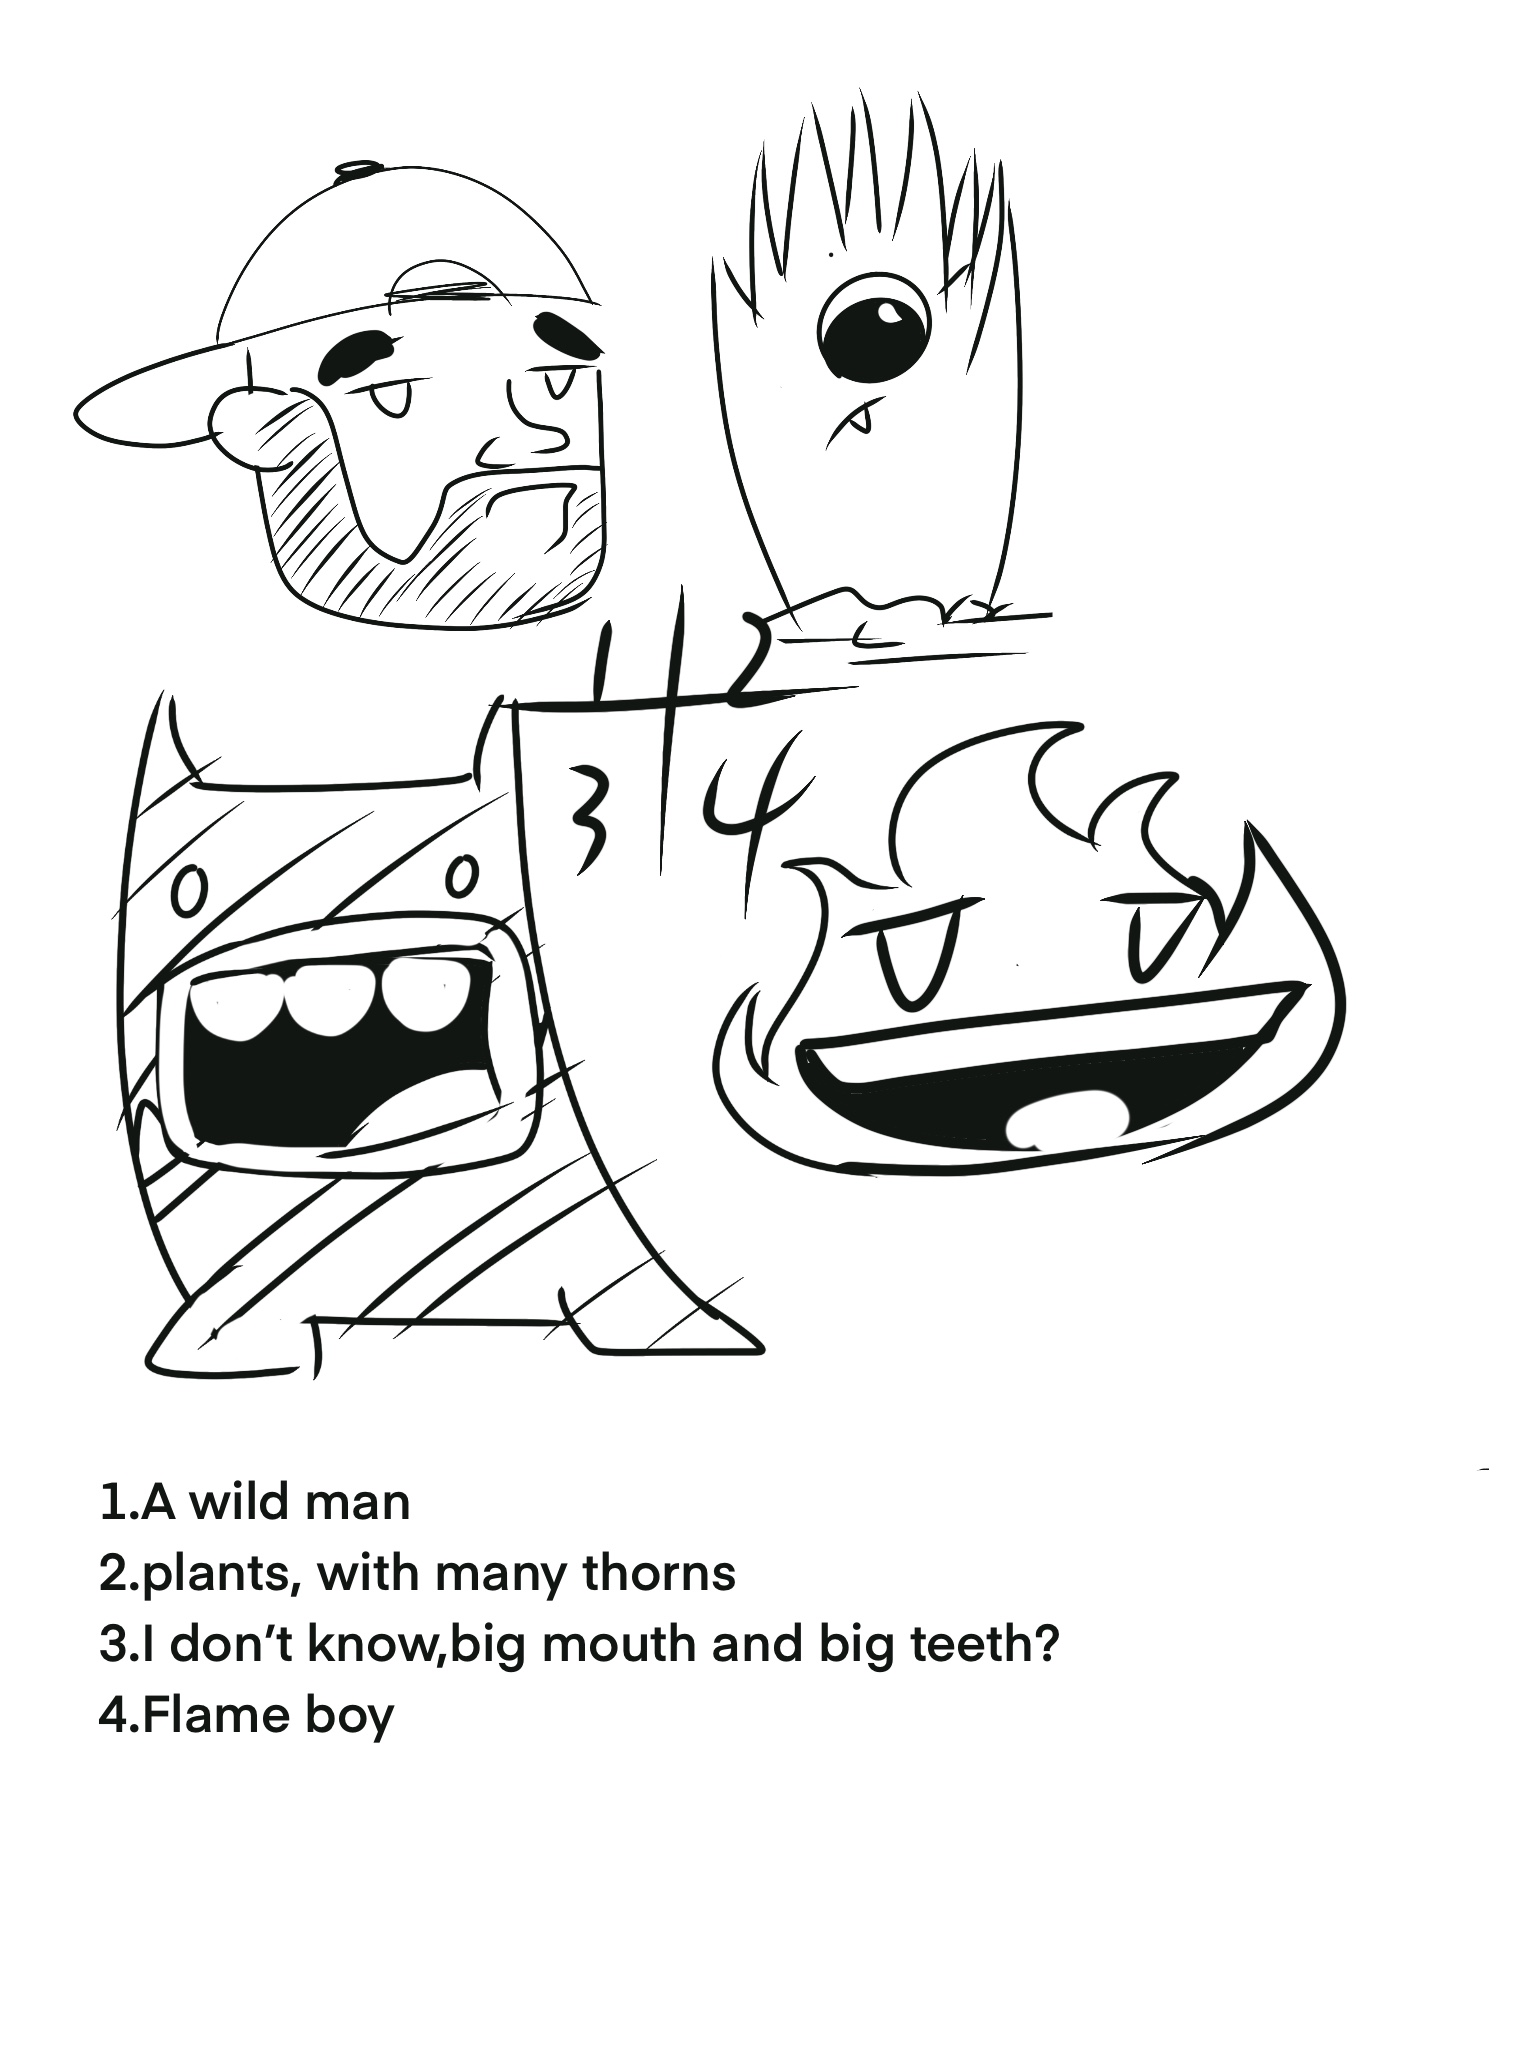 1 2
3 4
1.A wild man
2.plants, with many thorns
3.I don’t know,big mouth and big teeth?
4.Flame boy